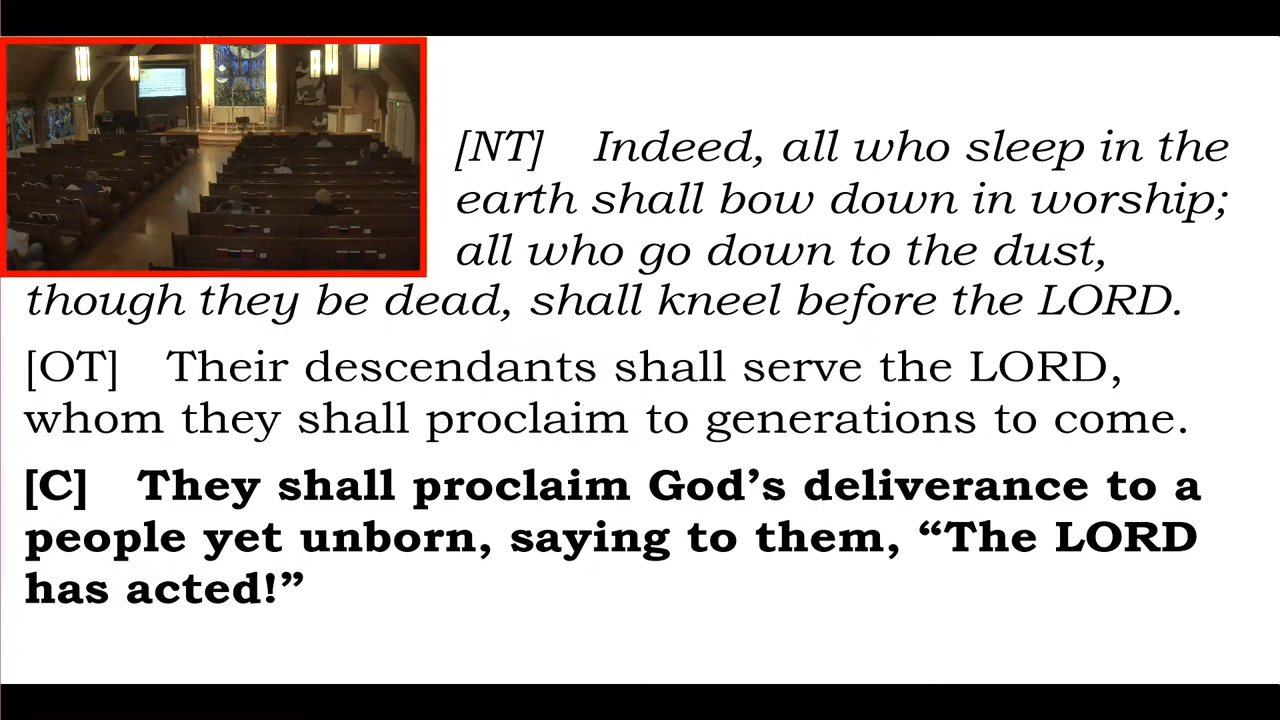 [NT] Indeed, all who sleep in the
earth shall bow down in worship;
all who go down to the dust,
though they be dead, shall kneel before the LORD.
[OT] Their descendants shall serve the LORD,
whom they shall proclaim to generations to come.
[C] They shall proclaim God’s deliverance to a
people yet unborn, saying to them, “The LORD
has acted!”